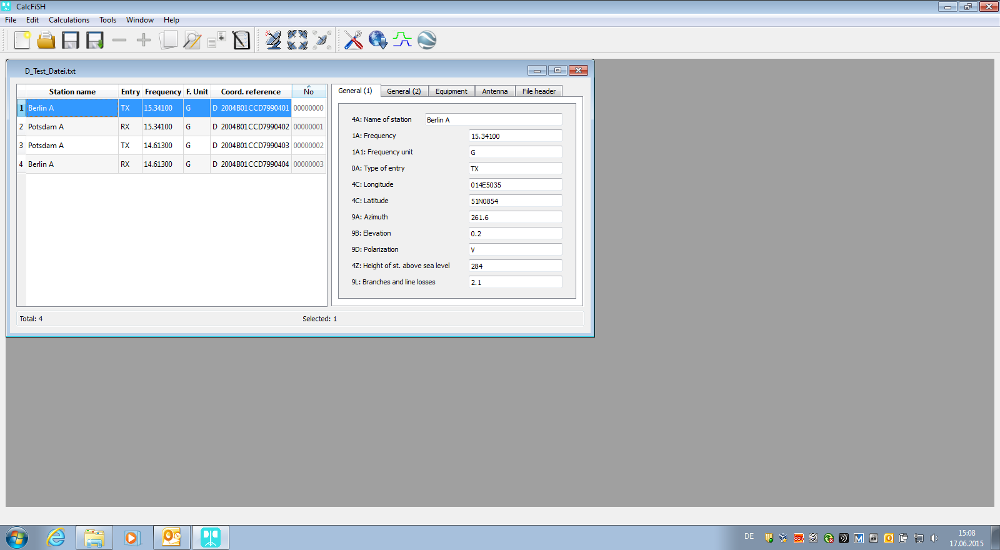 CalcFiSH
File Edit Calculations Tools Window Help
D_Test_Datei.txt
Station name Entry Frequency F. Unit Coord. reference No
1 Berlin A TX 15.34100 G D 2004B01CCD7990401 00000000
2 Potsdam A RX 15.34100 G D 2004B01CCD7990402 00000001
3 Potsdam A TX 14.61300 G D 2004B01CCD7990403 00000002
4 Berlin A RX 14.61300 G D 2004B01CCD7990404 00000003
General (1) General (2) Equipment Antenna File header
4A: Name of station Berlin A
1A: Frequency 15.34100
1A1: Frequency unit G
0A: Type of entry TX
4C: Longitude 014E5035
4C: Latitude 51N0854
9A: Azimuth 261.6
9B: Elevation 0.2
9D: Polarization V
4Z: Height of st. above sea level 284
9L: Branches and line losses 2.1
Total: 4 Selected: 1
DE
15:08
17.06.2015